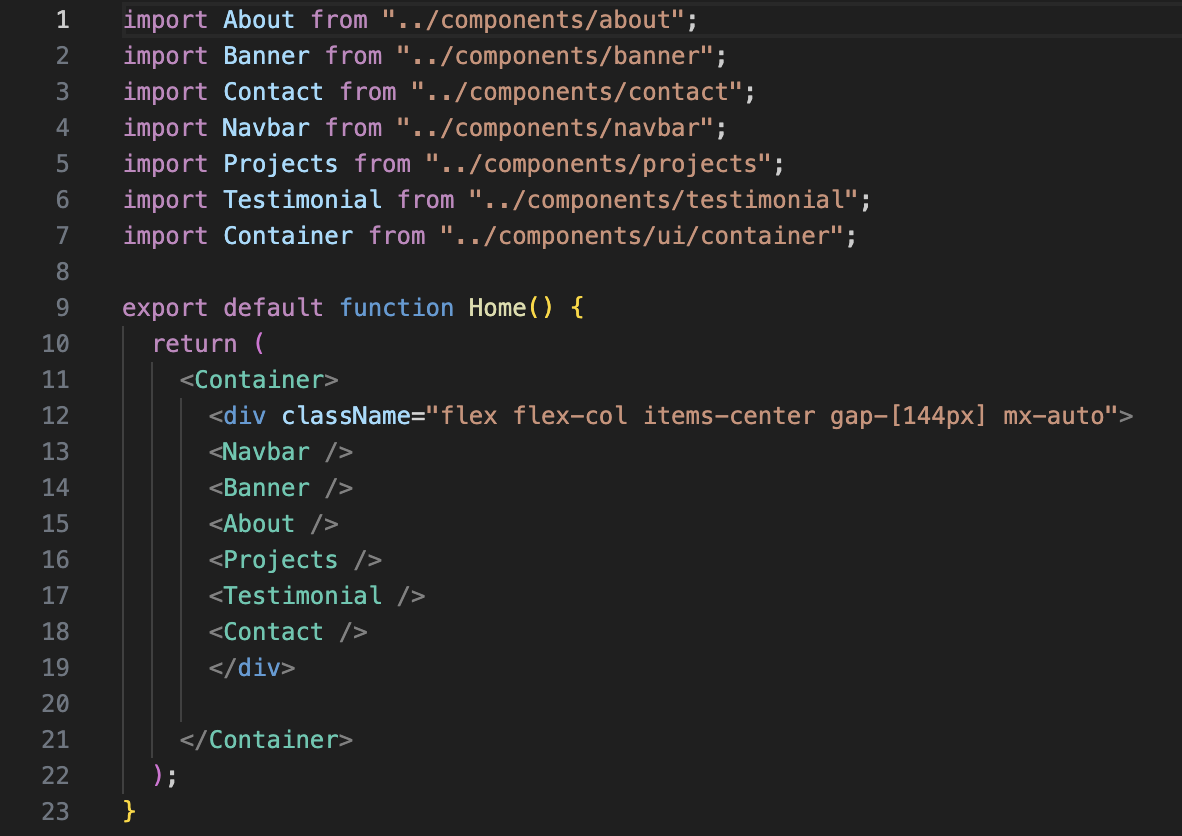 1 import About from "../components/about";
2 import Banner from "../components/banner";
3 import Contact from "../components/contact";
4 import Navbar from "../components/navbar";
5 import Projects from "../components/projects";
6 import Testimonial from "../components/testimonial";
7 import Container from "../components/ui/container";
8
9 export default function Home() {
10   return (
11     <Container>
12       <div className="flex flex-col items-center gap-[144px] mx-auto">
13       <Navbar />
14       <Banner />
15       <About />
16       <Projects />
17       <Testimonial />
18       <Contact />
19       </div>
20
21     </Container>
22   );
23 }